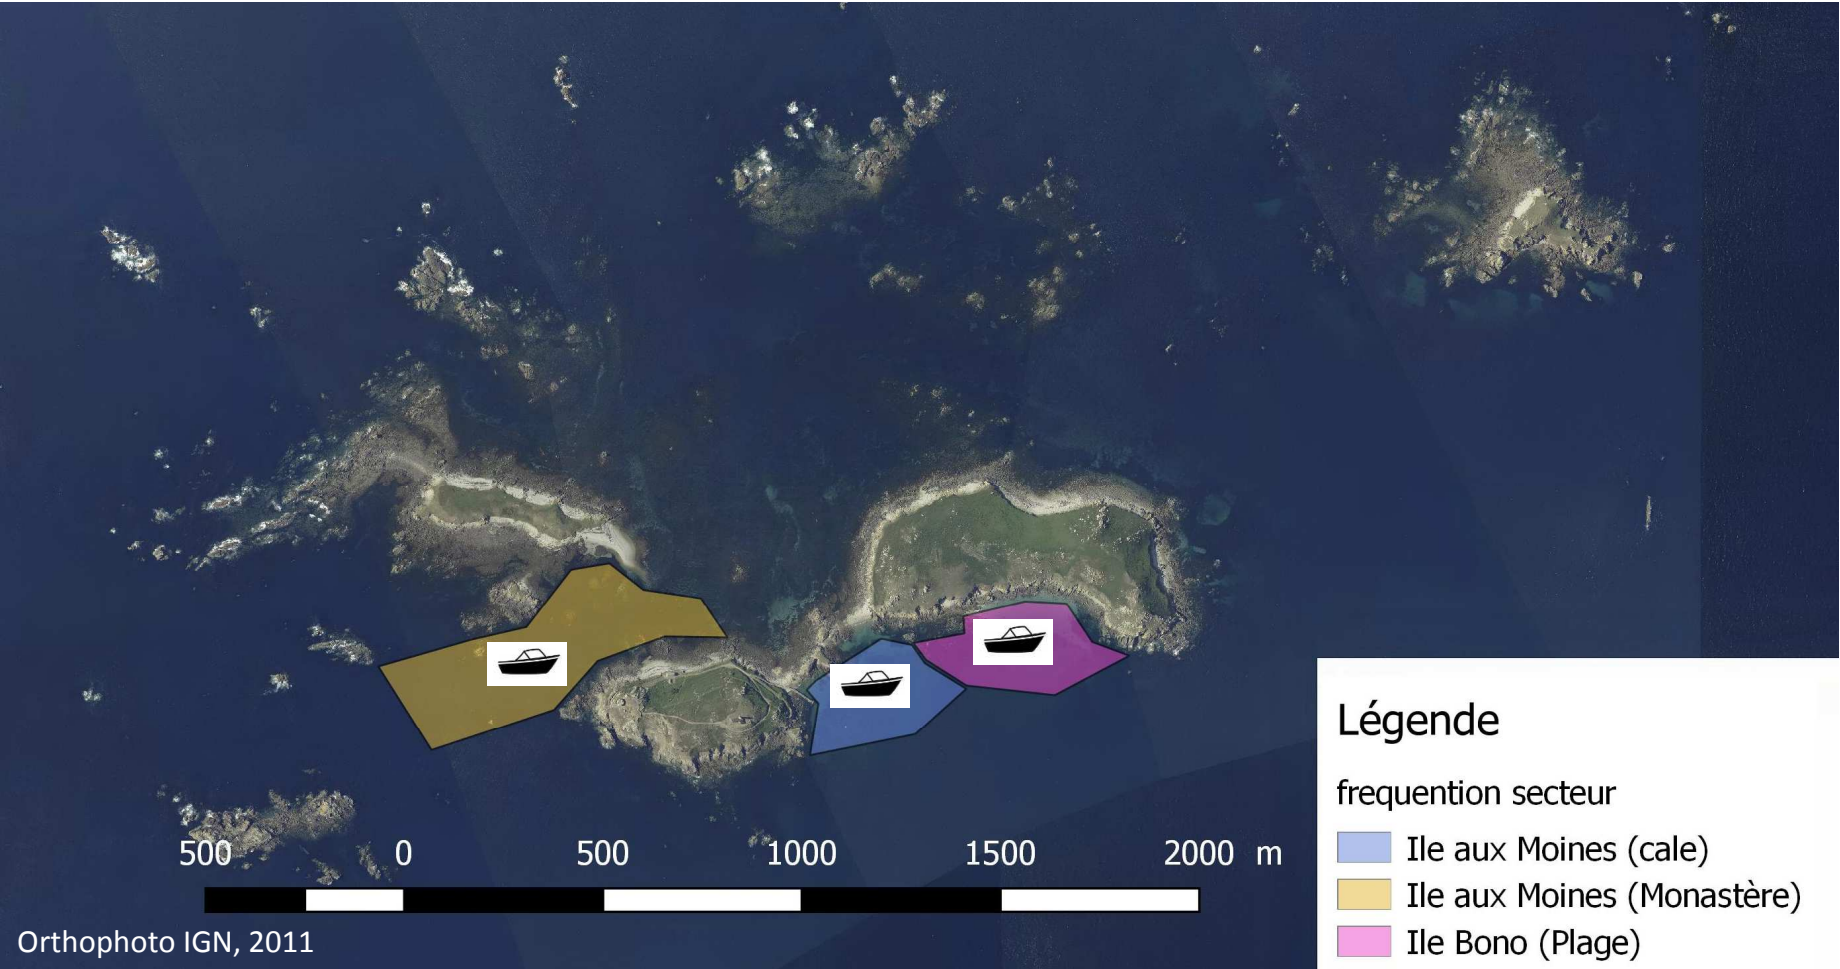 500 0 500 1000 1500 2000 m
Orthophoto IGN, 2011
Légende
frequention secteur
Ile aux Moines (cale)
Ile aux Moines (Monastère)
Ile Bono (Plage)